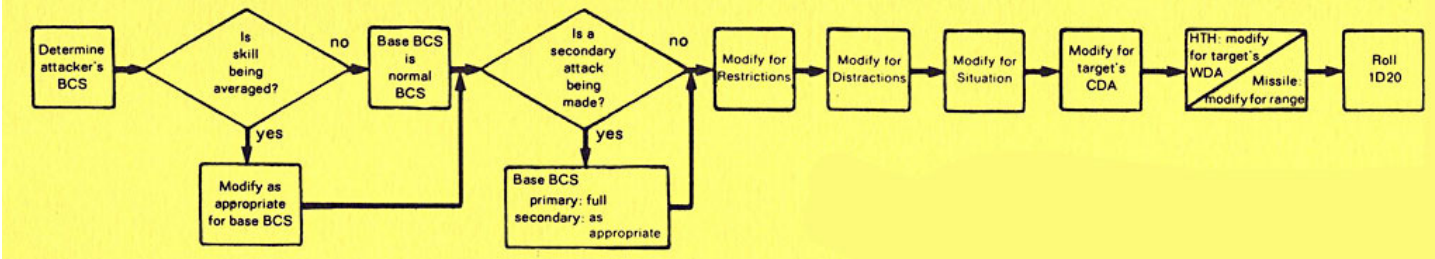 Determine
attacker's
BCS
Is
skill
being
averaged?
no
yes
Modify as
appropriate
for base BCS
Base BCS
is
normal
BCS
Is a
secondary
attack
being
made?
no
yes
Base BCS
primary: full
secondary: as
appropriate
Modify for
Restrictions
Modify for
Distractions
Modify for
Situation
Modify for
target's
CDA
HTH: modify
for target's
WDA
Missile:
modify for range
Roll
1D20